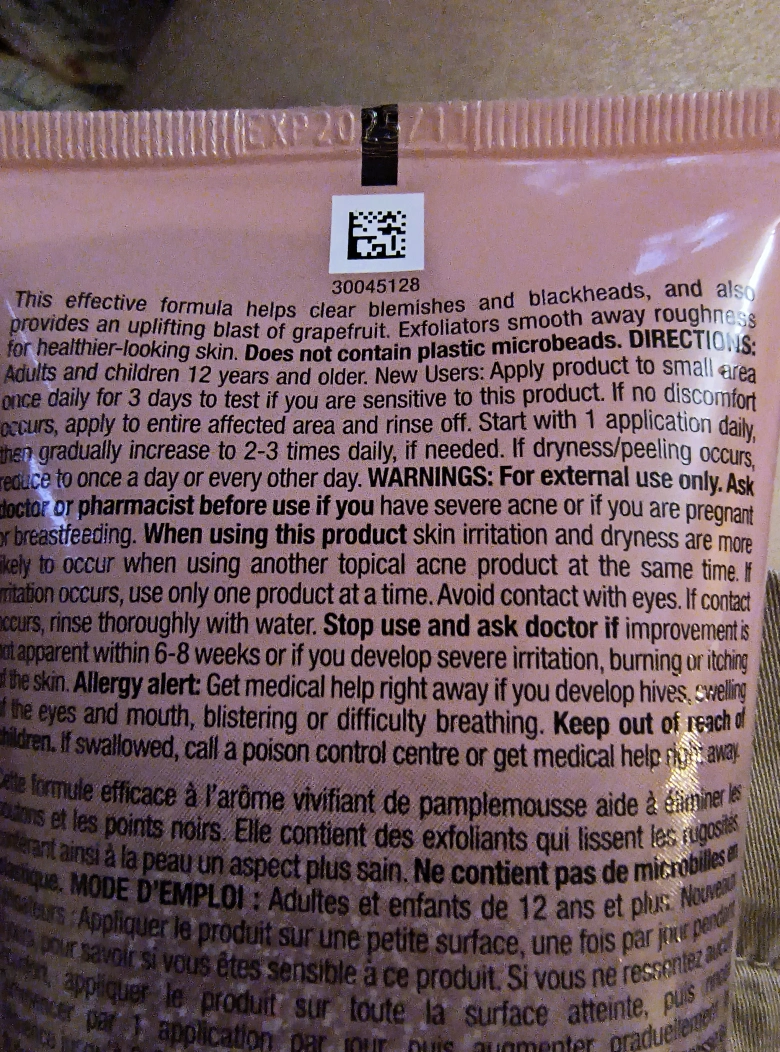 EXP2025/11
30045128
This effective formula helps clear blemishes and blackheads, and also
provides an uplifting blast of grapefruit. Exfoliators smooth away roughness
for healthier-looking skin. Does not contain plastic microbeads. DIRECTIONS:
Adults and children 12 years and older. New Users: Apply product to small area
once daily for 3 days to test if you are sensitive to this product. If no discomfort
occurs, apply to entire affected area and rinse off. Start with 1 application daily,
then gradually increase to 2-3 times daily, if needed. If dryness/peeling occurs,
reduce to once a day or every other day. WARNINGS: For external use only. Ask
doctor or pharmacist before use if you have severe acne or if you are pregnant
or breastfeeding. When using this product skin irritation and dryness are more
likely to occur when using another topical acne product at the same time. If
irritation occurs, use only one product at a time. Avoid contact with eyes. If contact
occurs, rinse thoroughly with water. Stop use and ask doctor if improvement is
not apparent within 6-8 weeks or if you develop severe irritation, burning or itching
of the skin. Allergy alert: Get medical help right away if you develop hives, swelling
of the eyes and mouth, blistering or difficulty breathing. Keep out of reach of
children. If swallowed, call a poison control centre or get medical help right away.
Cette formule efficace à l'arôme vivifiant de pamplemousse aide à éliminer les
boutons et les points noirs. Elle contient des exfoliants qui lissent les rugosités
conférant ainsi à la peau un aspect plus sain. Ne contient pas de microbilles en
plastique. MODE D'EMPLOI : Adultes et enfants de 12 ans et plus. Nouveaux
: Appliquer le produit sur une petite surface, une fois par jour pendant
pour savoir si vous êtes sensible à ce produit. Si vous ne ressentez aucun
appliquer le produit sur toute la surface atteinte, puis
par 1 application par jour, puis augmenter graduellement